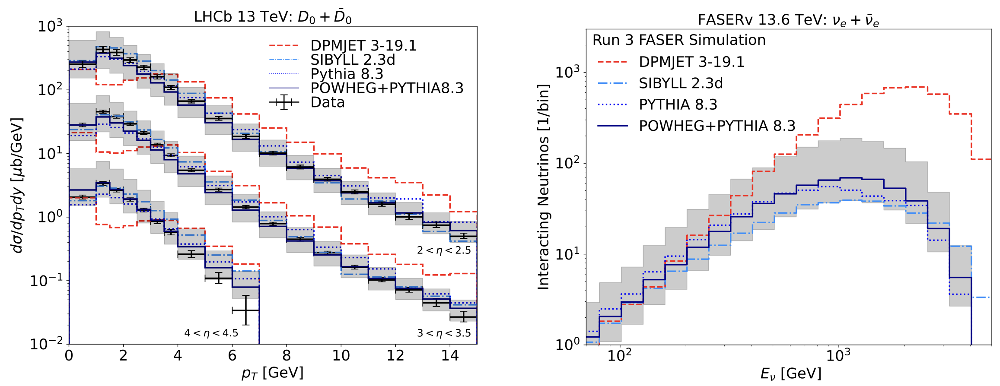 LHCb 13 TeV: D₀ + D̄₀
10³
10²
10¹
10⁰
10⁻¹
10⁻²
dσ/dp_Tdy [μb/GeV]
DPMJET 3-19.1
SIBYLL 2.3d
Pythia 8.3
POWHEG+PYTHIA8.3
Data
2 < η < 2.5
4 < η < 4.5
3 < η < 3.5
0 2 4 6 8 10 12 14
p_T [GeV]
FASERν 13.6 TeV: ν_e + ν̄_e
Run 3 FASER Simulation
DPMJET 3-19.1
SIBYLL 2.3d
PYTHIA 8.3
POWHEG+PYTHIA 8.3
10³
10²
10¹
10⁰
Interacting Neutrinos [1/bin]
10² 10³
E_ν [GeV]